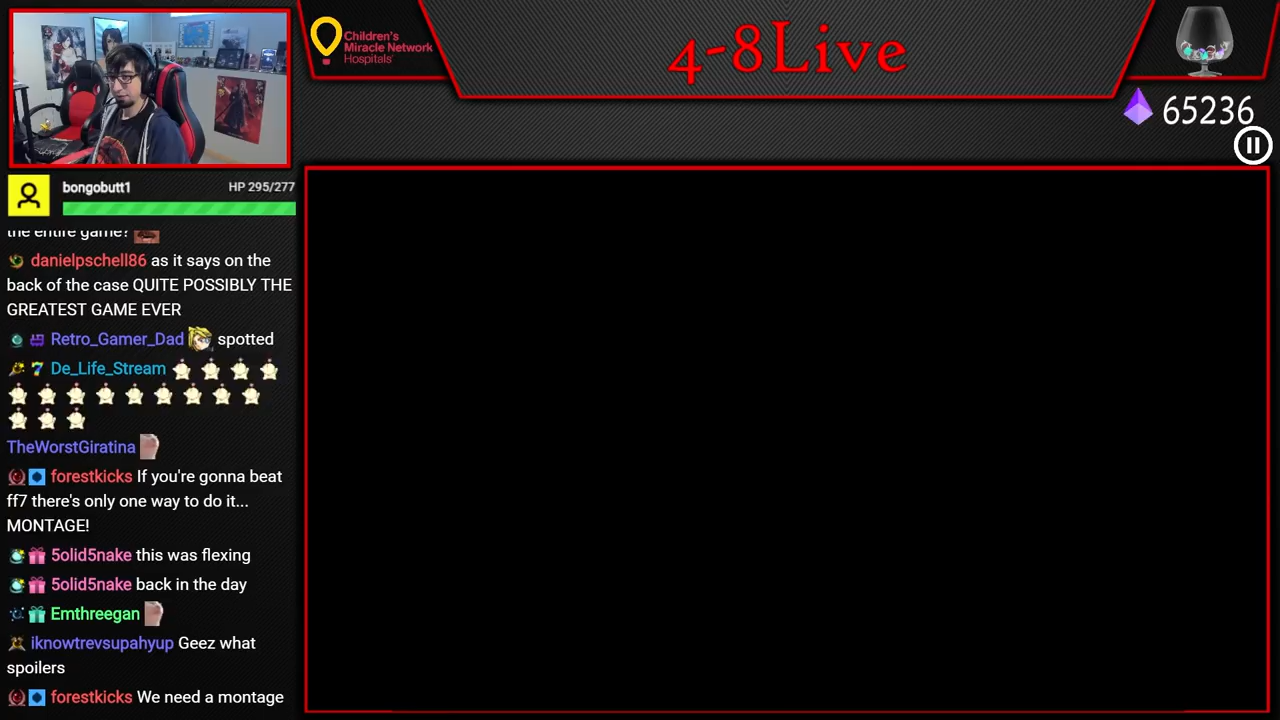 Children's
Miracle Network
Hospitals
4-8Live
65236
bongobutt1 HP 295/277
the entire game?
danielpschell86 as it says on the
back of the case QUITE POSSIBLY THE
GREATEST GAME EVER
Retro_Gamer_Dad spotted
De_Life_Stream
TheWorstGiratina
forestkicks If you're gonna beat
ff7 there's only one way to do it...
MONTAGE!
5olid5nake this was flexing
5olid5nake back in the day
Emthreegan
iknowtrevsupahyup Geez what
spoilers
forestkicks We need a montage